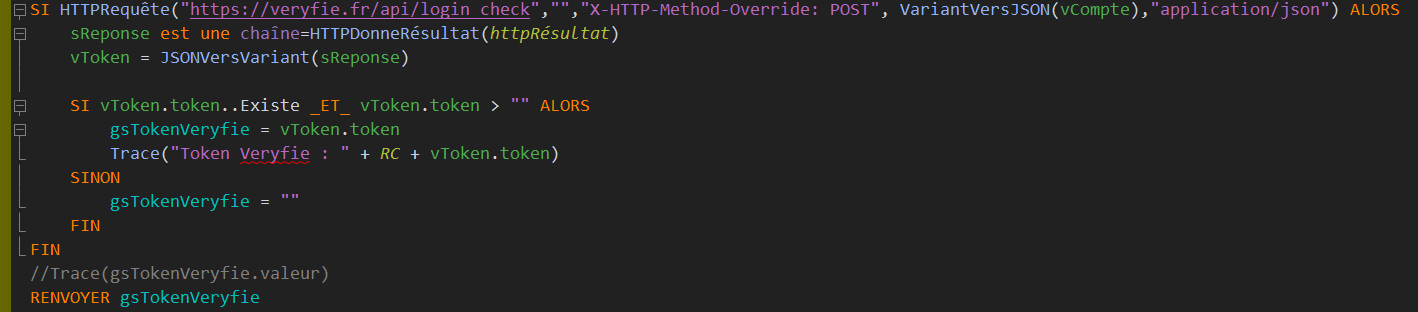 SI HTTPRequête("https://veryfie.fr/api/login_check","","X-HTTP-Method-Override: POST", VariantVersJSON(vCompte),"application/json") ALORS
sReponse est une chaîne=HTTPDonneRésultat(httpRésultat)
vToken = JSONVersVariant(sReponse)
SI vToken.token..Existe _ET_ vToken.token > "" ALORS
gsTokenVeryfie = vToken.token
Trace("Token Veryfie : " + RC + vToken.token)
SINON
gsTokenVeryfie = ""
FIN
FIN
//Trace(gsTokenVeryfie.valeur)
RENVOYER gsTokenVeryfie